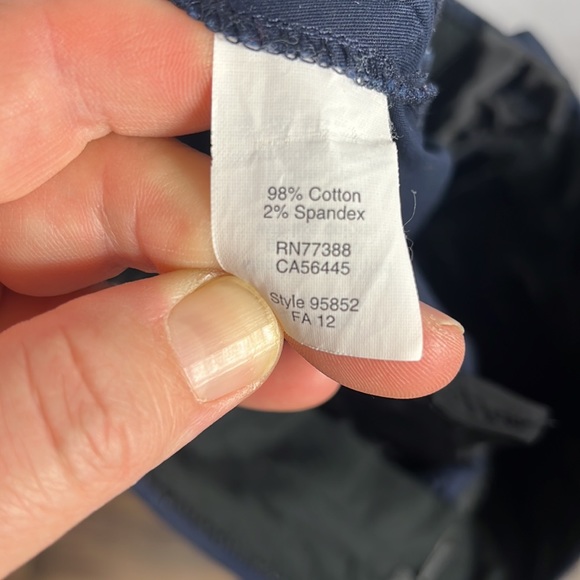 98% Cotton
2% Spandex
RN77388
CA56445
Style 95852
FA 12